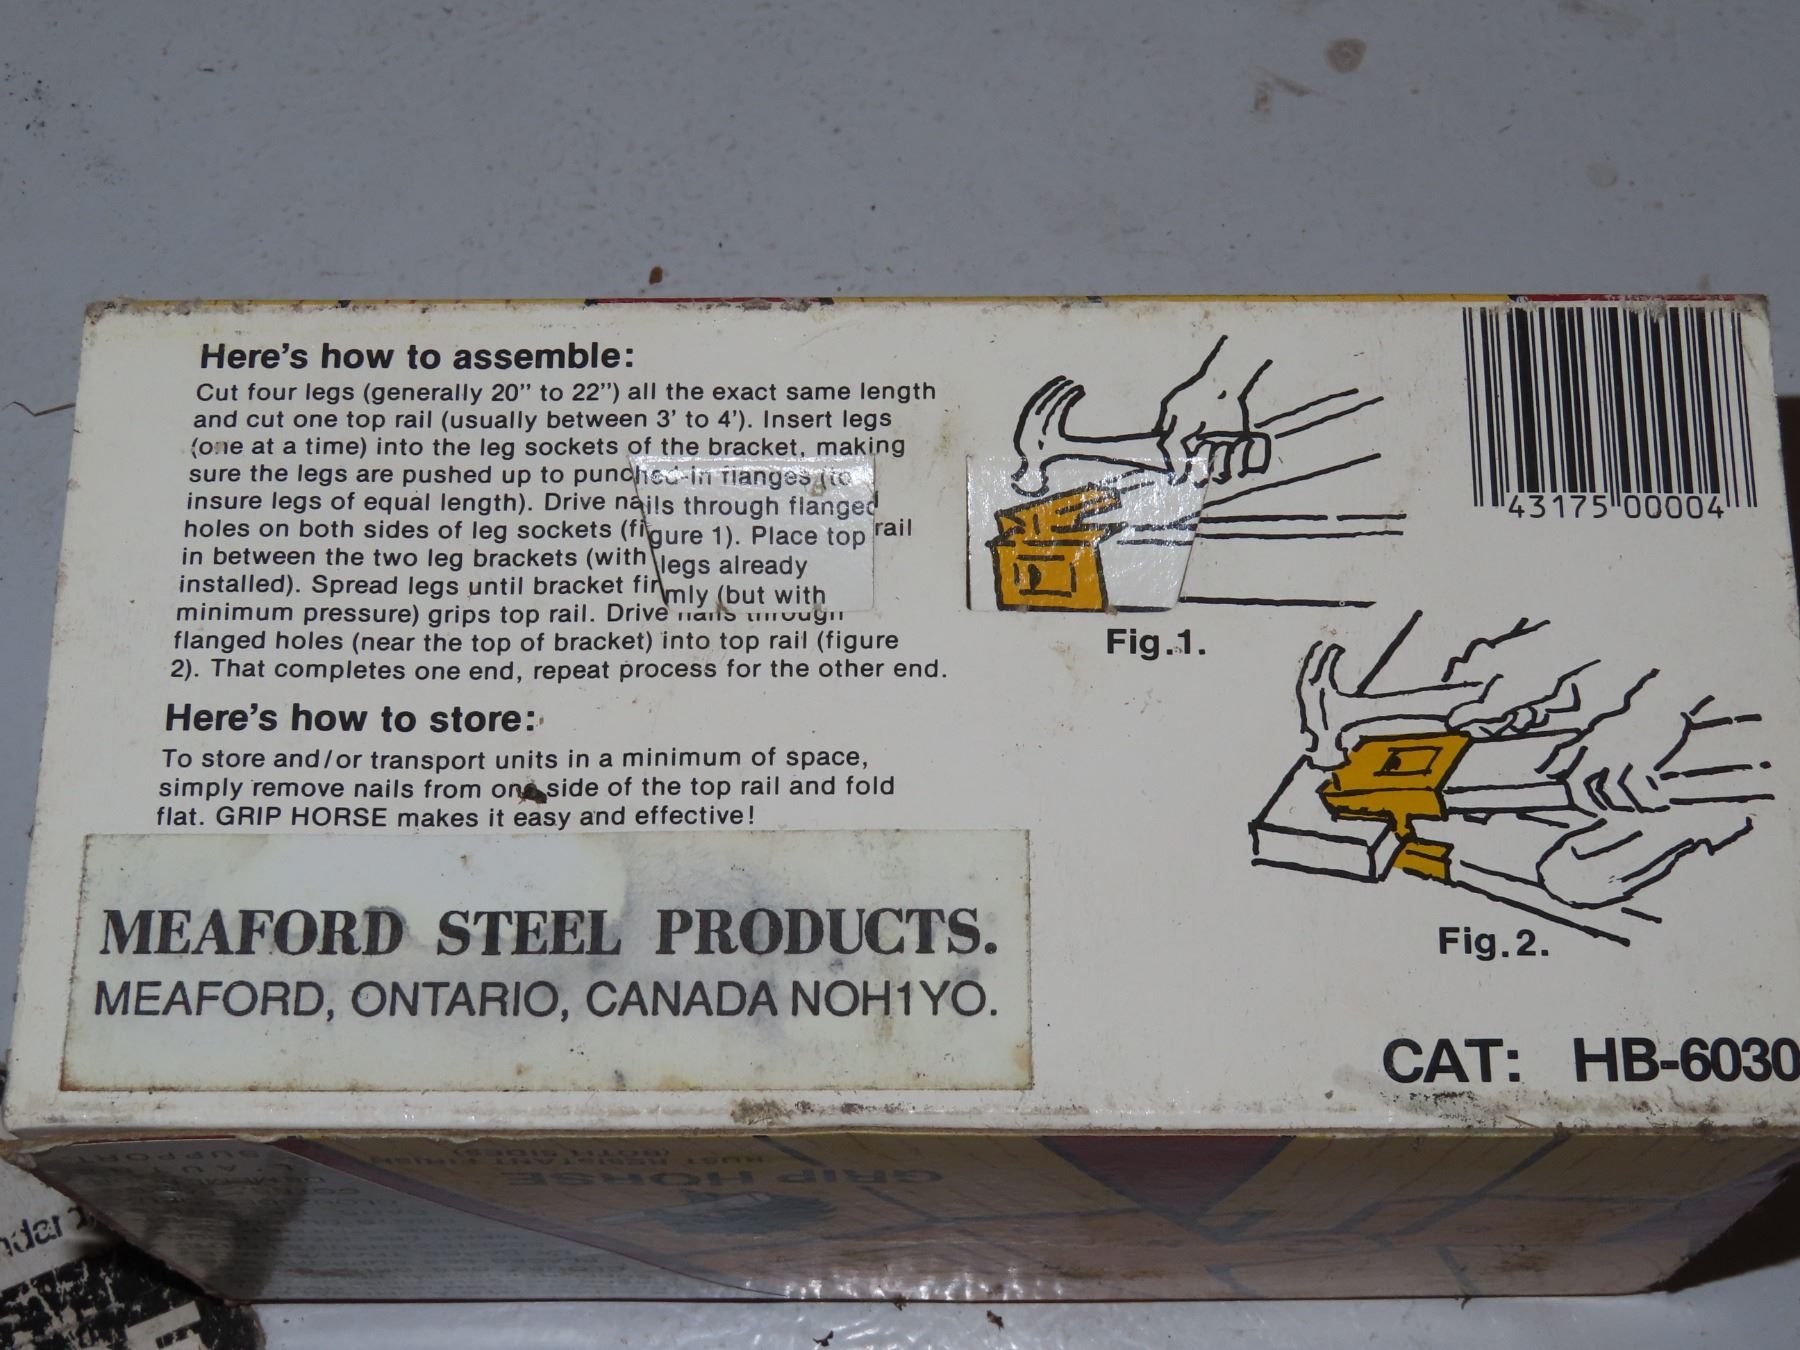 Here's how to assemble:
Cut four legs (generally 20" to 22") all the exact same length
and cut one top rail (usually between 3' to 4'). Insert legs
(one at a time) into the leg sockets of the bracket, making
sure the legs are pushed up to punched-in flanges (to
insure legs of equal length). Drive nails through flanged
holes on both sides of leg sockets (figure 1). Place top rail
in between the two leg brackets (with legs already
installed). Spread legs until bracket firmly (but with
minimum pressure) grips top rail. Drive nails through
flanged holes (near the top of bracket) into top rail (figure
2). That completes one end, repeat process for the other end.
Here's how to store:
To store and/or transport units in a minimum of space,
simply remove nails from one side of the top rail and fold
flat. GRIP HORSE makes it easy and effective!
MEAFORD STEEL PRODUCTS.
MEAFORD, ONTARIO, CANADA NOH1YO.
Fig.1.
Fig.2.
43175 00004
CAT: HB-6030
GRIP HORSE
RUST RESISTANT FINISH
(BOTH SIDES)